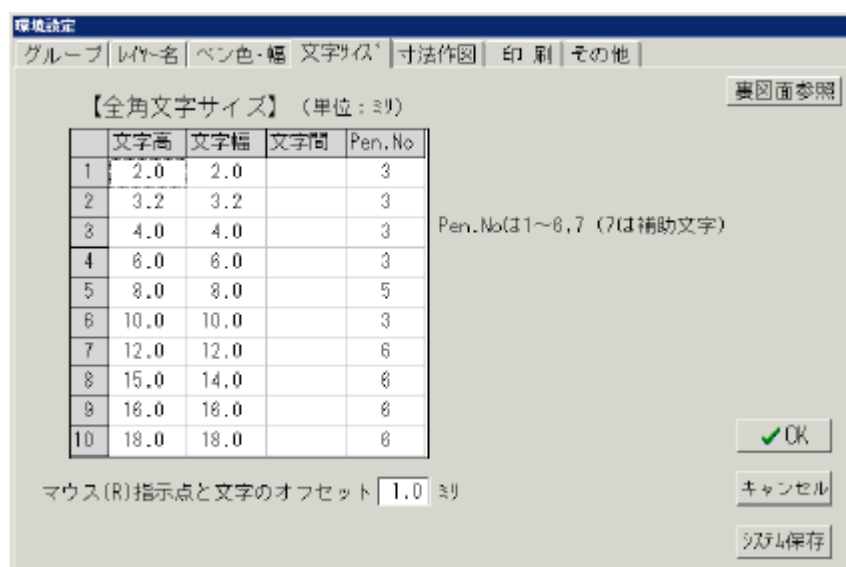 環境設定
グループ ﾚｲﾔｰ名 ペン色・幅 文字ｻｲｽﾞ 寸法作図 印 刷 その他
裏図面参照
【全角文字サイズ】 (単位:ﾐﾘ)
文字高 文字幅 文字間 Pen.No
1 2.0 2.0 3
2 3.2 3.2 3
3 4.0 4.0 3
Pen.Noは1～6,7 (7は補助文字)
4 6.0 6.0 3
5 8.0 8.0 5
6 10.0 10.0 3
7 12.0 12.0 6
8 15.0 14.0 6
9 16.0 16.0 6
10 18.0 18.0 6
OK
マウス(R)指示点と文字のオフセット 1.0 ﾐﾘ
キャンセル
ｼｽﾃﾑ保存